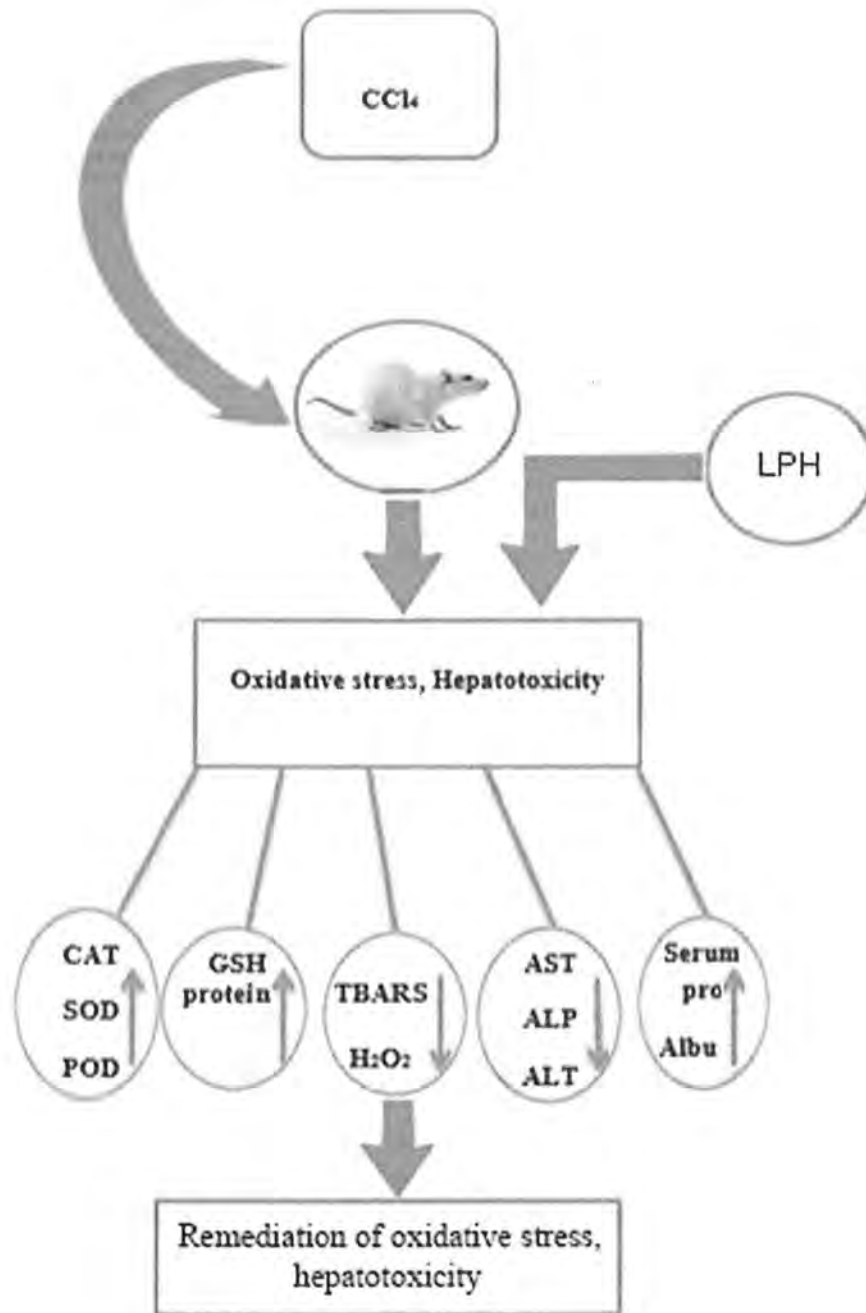 CCl₄
LPH
Oxidative stress, Hepatotoxicity
CAT
SOD
POD
GSH
protein
TBARS
H₂O₂
AST
ALP
ALT
Serum
pro
Albu
Remediation of oxidative stress,
hepatotoxicity